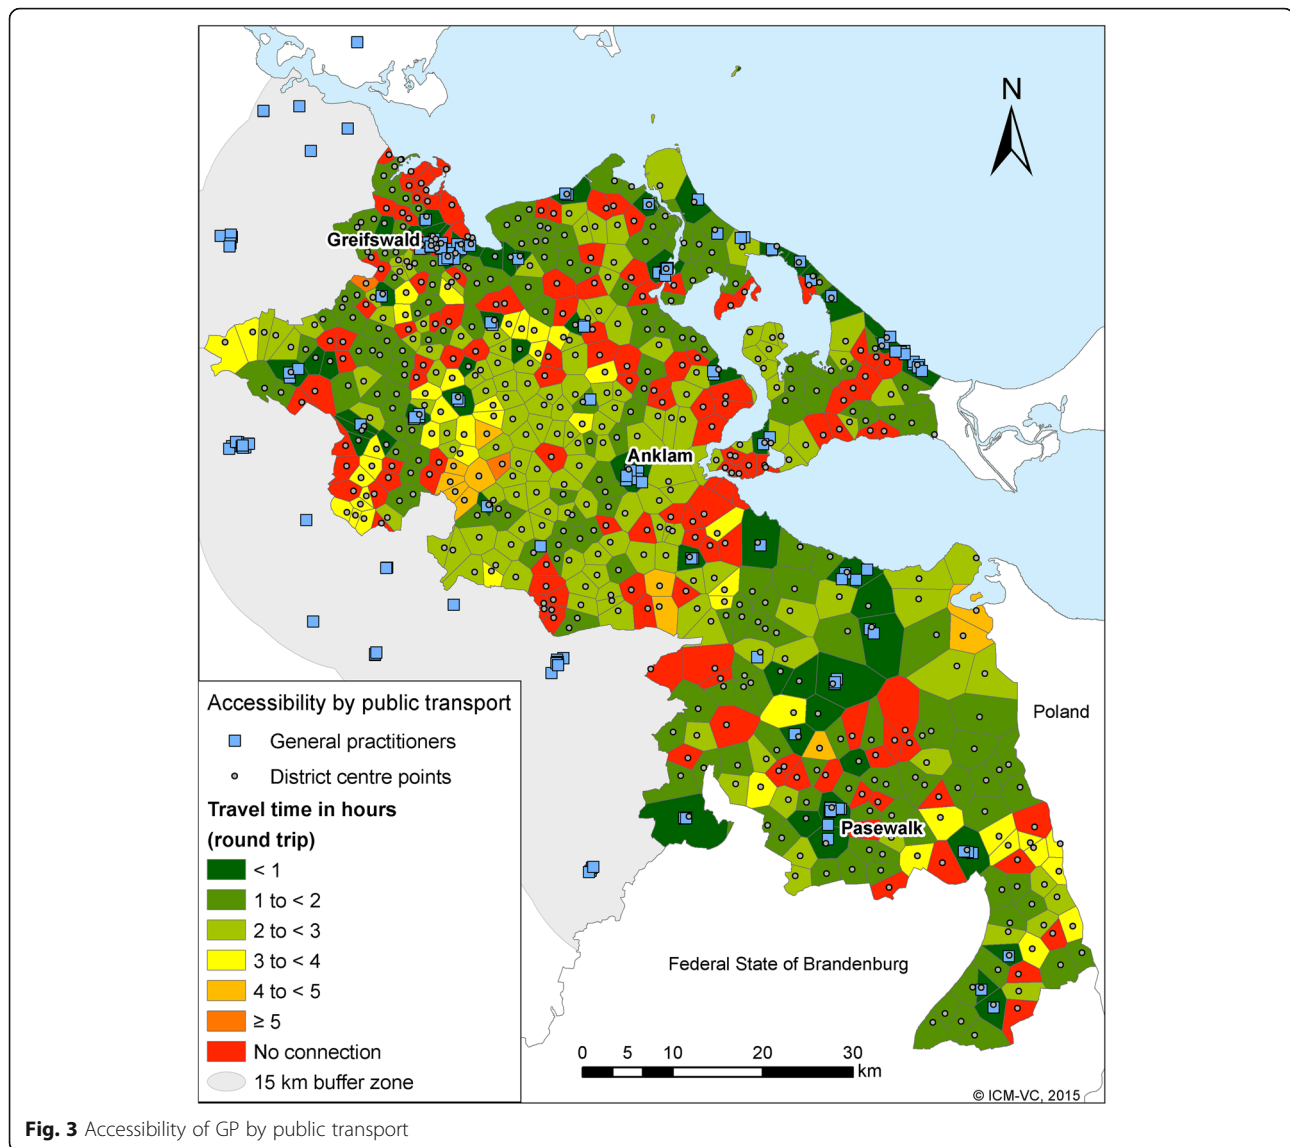 N
Greifswald
Anklam
Poland
Pasewalk
Federal State of Brandenburg
Accessibility by public transport
General practitioners
District centre points
Travel time in hours
(round trip)
< 1
1 to < 2
2 to < 3
3 to < 4
4 to < 5
≥ 5
No connection
15 km buffer zone
0 5 10 20 30
km
© ICM-VC, 2015
Fig. 3 Accessibility of GP by public transport